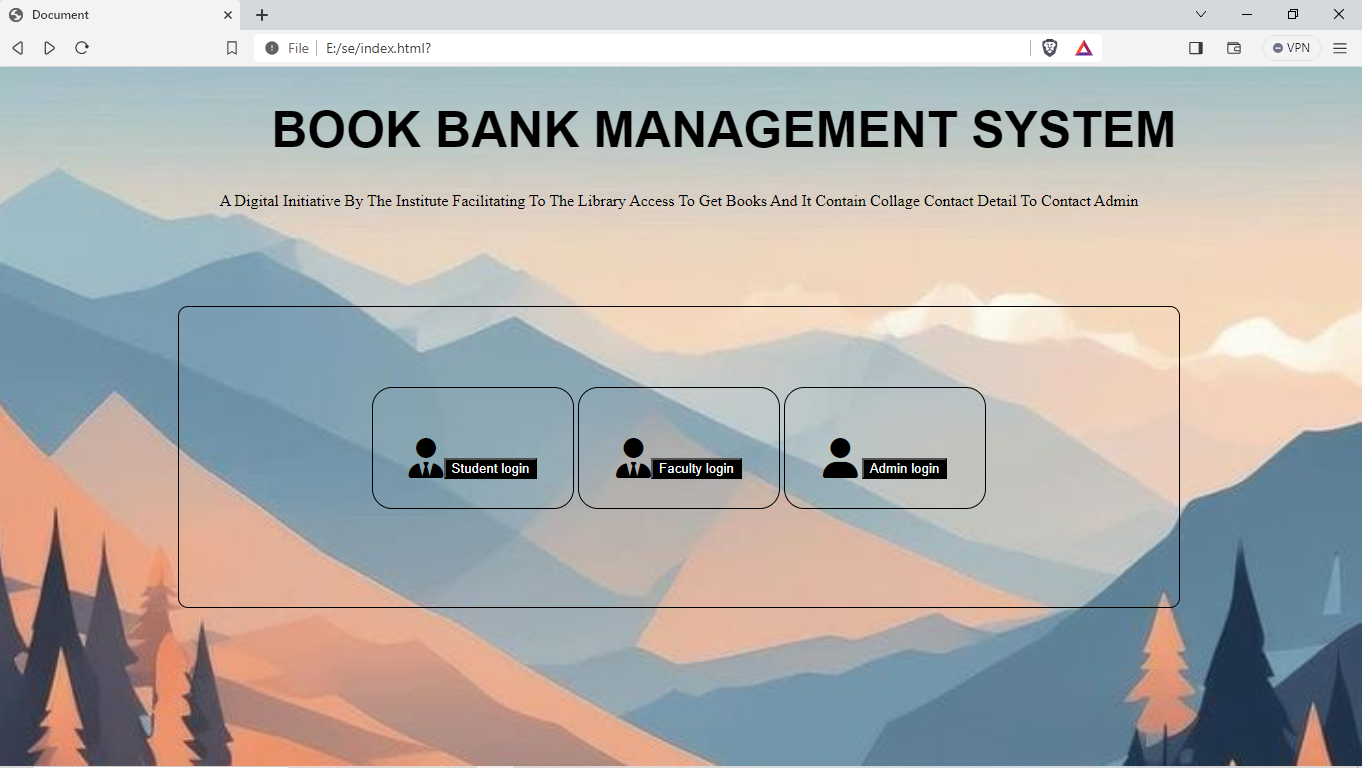 Document
File
E:/se/index.html?
VPN
BOOK BANK MANAGEMENT SYSTEM
A Digital Initiative By The Institute Facilitating To The Library Access To Get Books And It Contain Collage Contact Detail To Contact Admin
Student login
Faculty login
Admin login